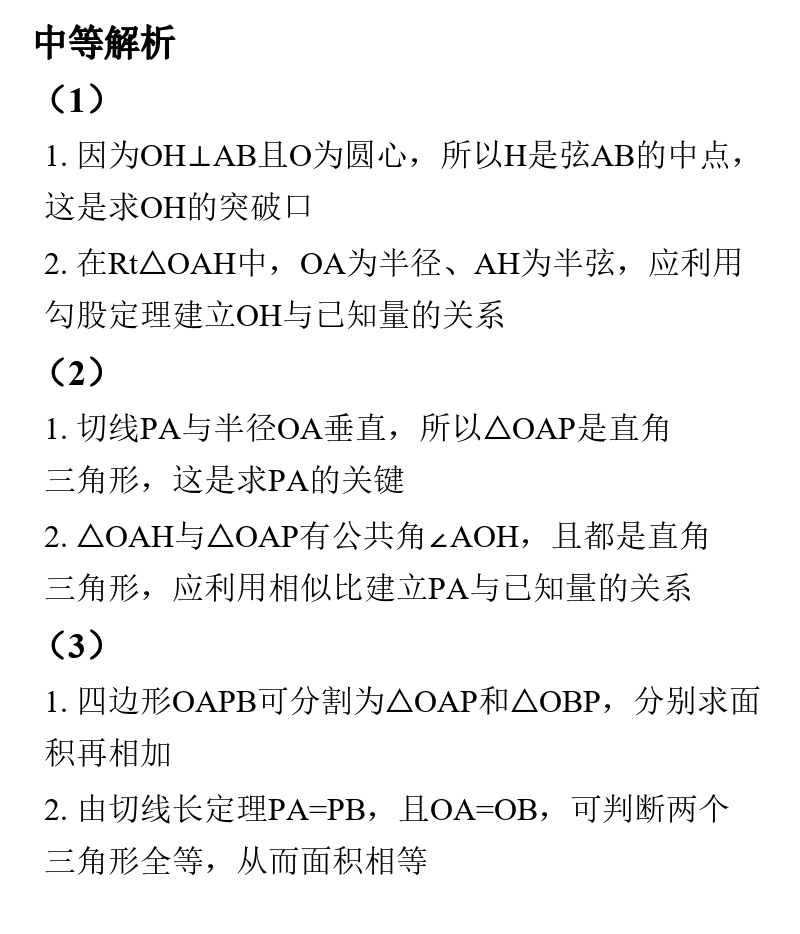 中等解析
（1）
1. 因为OH⊥AB且O为圆心，所以H是弦AB的中点，
这是求OH的突破口
2. 在Rt△OAH中，OA为半径、AH为半弦，应利用
勾股定理建立OH与已知量的关系
（2）
1. 切线PA与半径OA垂直，所以△OAP是直角
三角形，这是求PA的关键
2. △OAH与△OAP有公共角∠AOH，且都是直角
三角形，应利用相似比建立PA与已知量的关系
（3）
1. 四边形OAPB可分割为△OAP和△OBP，分别求面
积再相加
2. 由切线长定理PA=PB，且OA=OB，可判断两个
三角形全等，从而面积相等